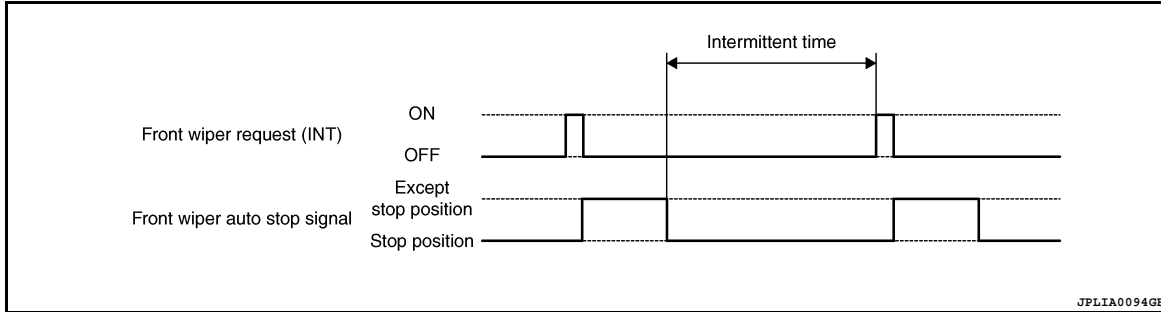 Intermittent time
ON
Front wiper request (INT)
OFF
Except
stop position
Front wiper auto stop signal
Stop position
JPLIA0094GB